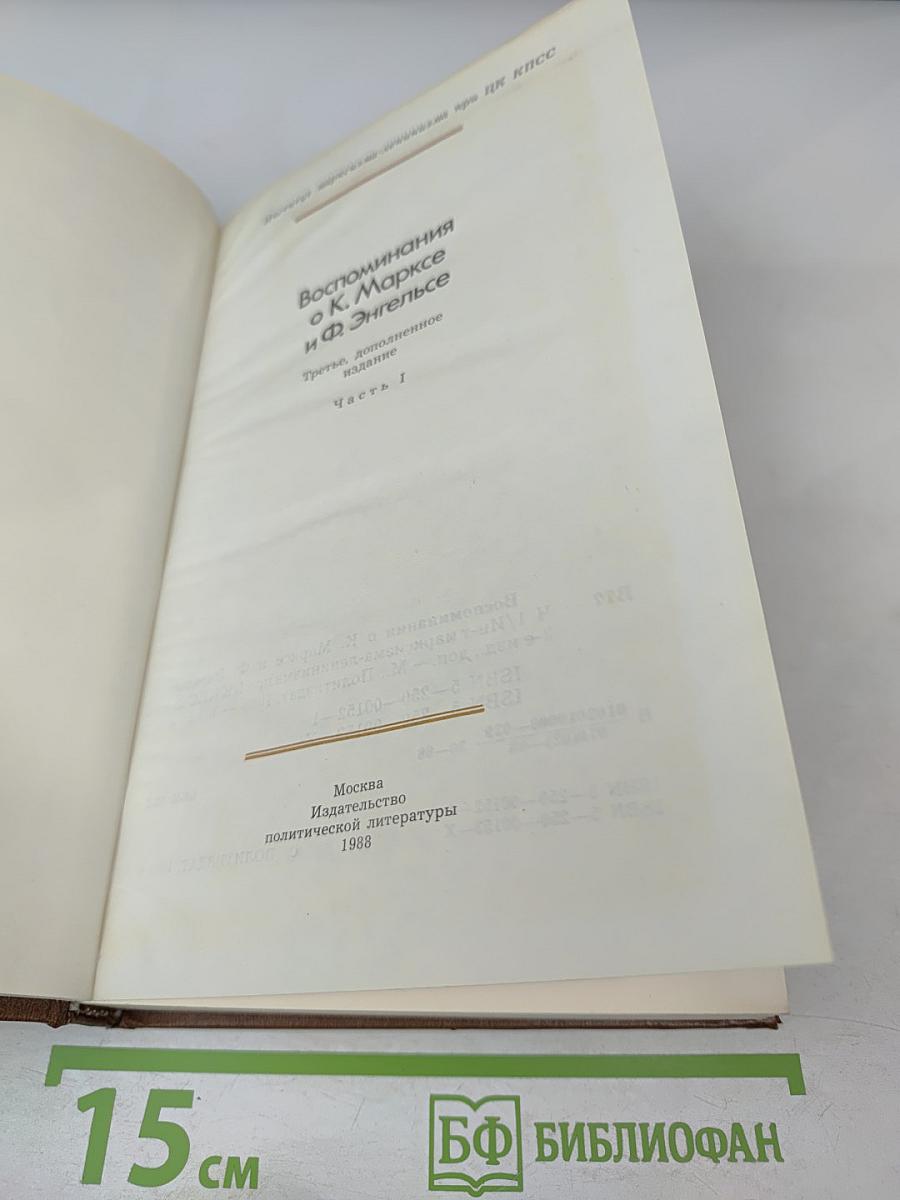 Институт марксизма-ленинизма при ЦК КПСС
Воспоминания
о К. Марксе
и Ф. Энгельсе
Третье, дополненное
издание
Часть I
Москва
Издательство
политической литературы
1988
15 см
БФ БИБЛИОФАН